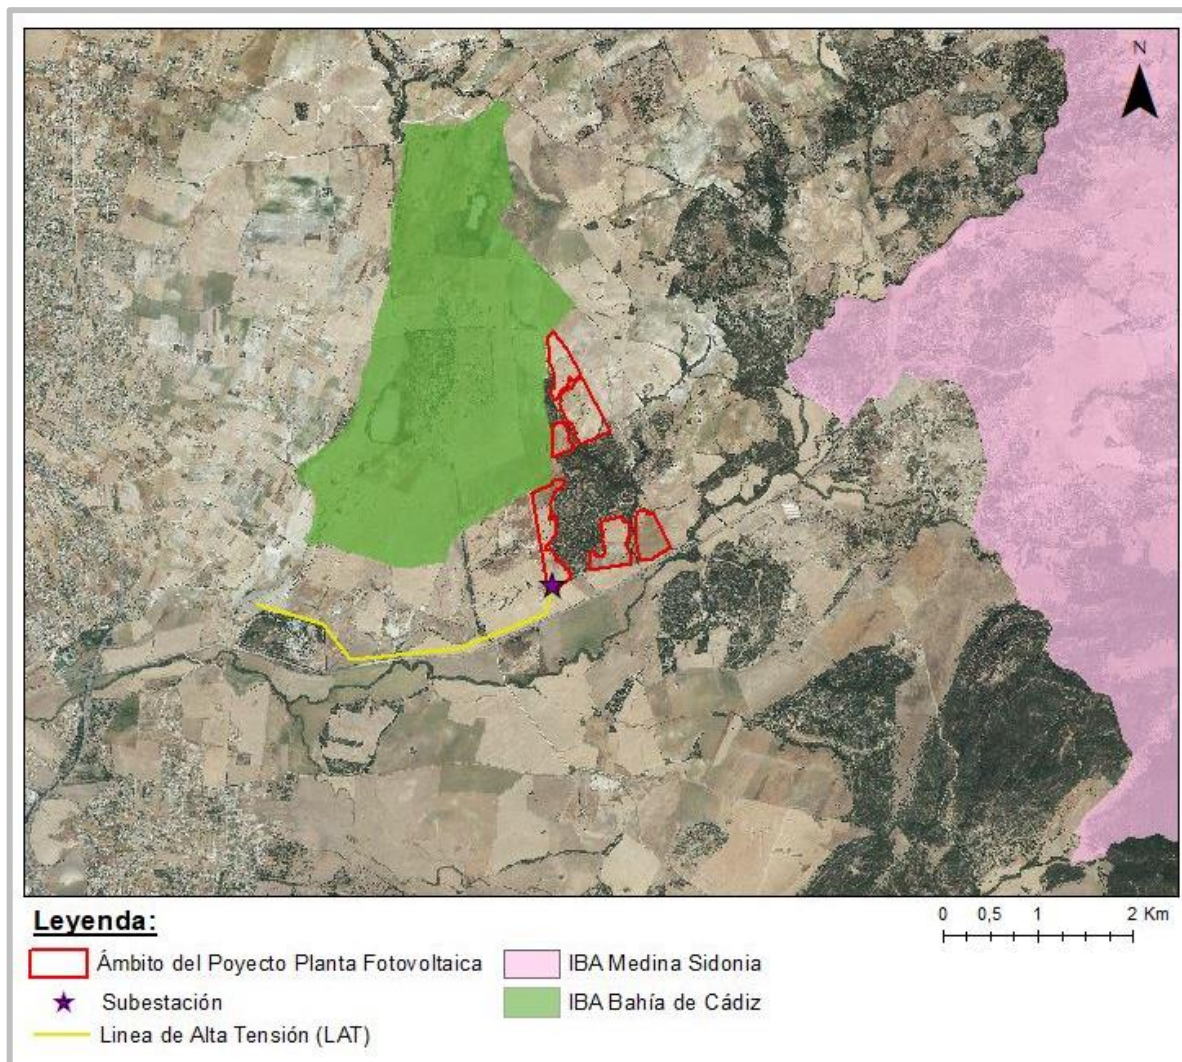 N
Leyenda:
Ámbito del Poyecto Planta Fotovoltaica
Subestación
Linea de Alta Tensión (LAT)
IBA Medina Sidonia
IBA Bahía de Cádiz
0 0,5 1 2 Km